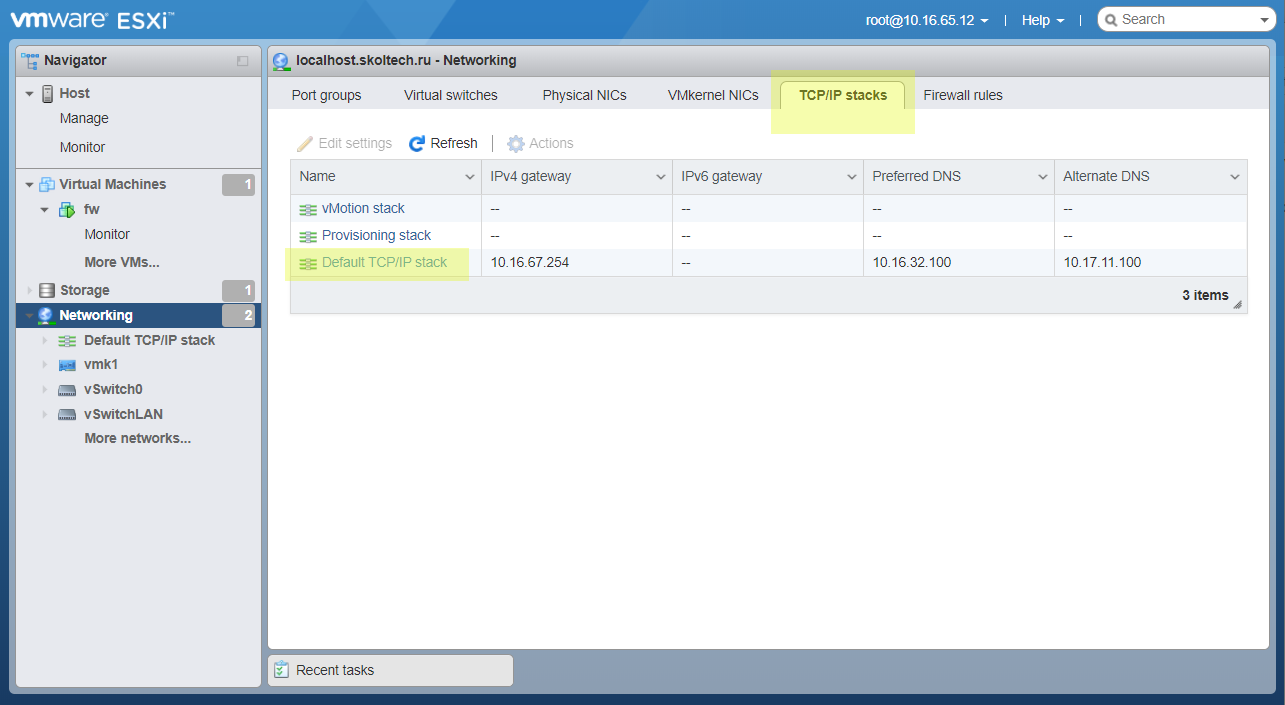 vmware® ESXi™
root@10.16.65.12 | Help | Search
Navigator
Host
Manage
Monitor
Virtual Machines 1
fw
Monitor
More VMs...
Storage 1
Networking 2
Default TCP/IP stack
vmk1
vSwitch0
vSwitchLAN
More networks...
localhost.skoltech.ru - Networking
Port groups Virtual switches Physical NICs VMkernel NICs TCP/IP stacks Firewall rules
Edit settings Refresh | Actions
Name IPv4 gateway IPv6 gateway Preferred DNS Alternate DNS
vMotion stack -- -- -- --
Provisioning stack -- -- -- --
Default TCP/IP stack 10.16.67.254 -- 10.16.32.100 10.17.11.100
3 items
Recent tasks